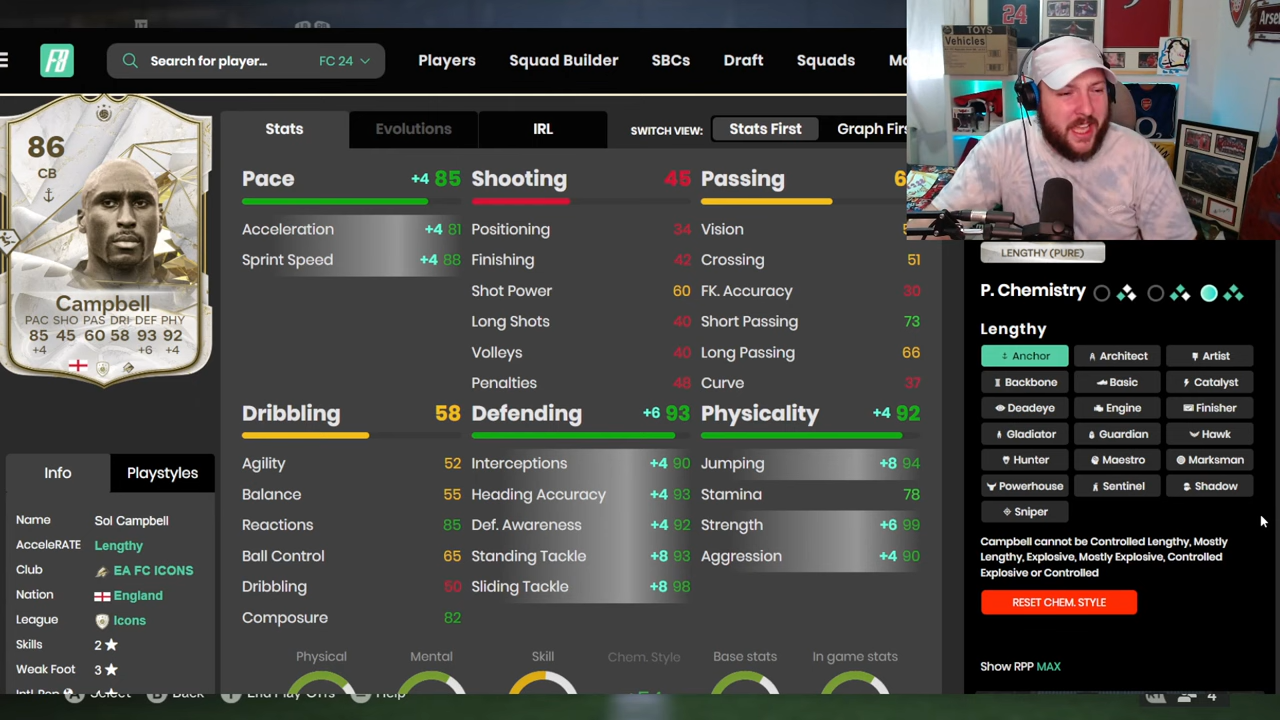 F8
Search for player...
FC 24
Players
Squad Builder
SBCs
Draft
Squads
24
TOYS
Vehicles
86
CB
Campbell
PAC SHO PAS DRI DEF PHY
85 45 60 58 93 92
+4 +6 +4
Stats
Evolutions
IRL
SWITCH VIEW:
Stats First
Graph Firs
Pace +4 85
Acceleration +4 81
Sprint Speed +4 88
Shooting 45
Positioning 34
Finishing 42
Shot Power 60
Long Shots 40
Volleys 40
Penalties 48
Passing 6
Vision
Crossing 51
FK. Accuracy 30
Short Passing 73
Long Passing 66
Curve 37
Dribbling 58
Agility 52
Balance 55
Reactions 85
Ball Control 65
Dribbling 50
Composure 82
Defending +6 93
Interceptions +4 90
Heading Accuracy +4 93
Def. Awareness +4 92
Standing Tackle +8 93
Sliding Tackle +8 98
Physicality +4 92
Jumping +8 94
Stamina 78
Strength +6 99
Aggression +4 90
Physical
Mental
Skill
Chem. Style
Base stats
In game stats
Info
Playstyles
Name Sol Campbell
AcceleRATE Lengthy
Club EA FC ICONS
Nation England
League Icons
Skills 2 ★
Weak Foot 3 ★
LENGTHY (PURE)
P. Chemistry
Lengthy
Anchor
Architect
Artist
Backbone
Basic
Catalyst
Deadeye
Engine
Finisher
Gladiator
Guardian
Hawk
Hunter
Maestro
Marksman
Powerhouse
Sentinel
Shadow
Sniper
Campbell cannot be Controlled Lengthy, Mostly
Lengthy, Explosive, Mostly Explosive, Controlled
Explosive or Controlled
RESET CHEM. STYLE
Show RPP MAX
4